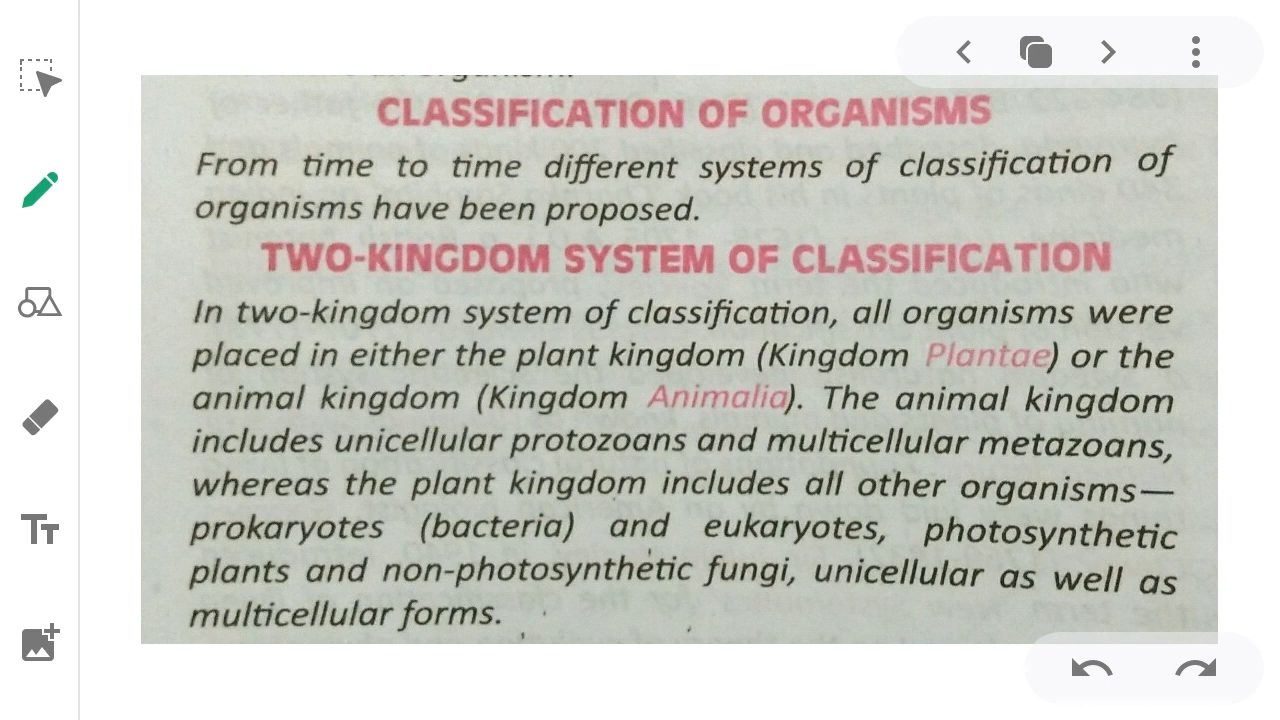 CLASSIFICATION OF ORGANISMS
From time to time different systems of classification of
organisms have been proposed.
TWO-KINGDOM SYSTEM OF CLASSIFICATION
In two-kingdom system of classification, all organisms were
placed in either the plant kingdom (Kingdom Plantae) or the
animal kingdom (Kingdom Animalia). The animal kingdom
includes unicellular protozoans and multicellular metazoans,
whereas the plant kingdom includes all other organisms—
prokaryotes (bacteria) and eukaryotes, photosynthetic
plants and non-photosynthetic fungi, unicellular as well as
multicellular forms.